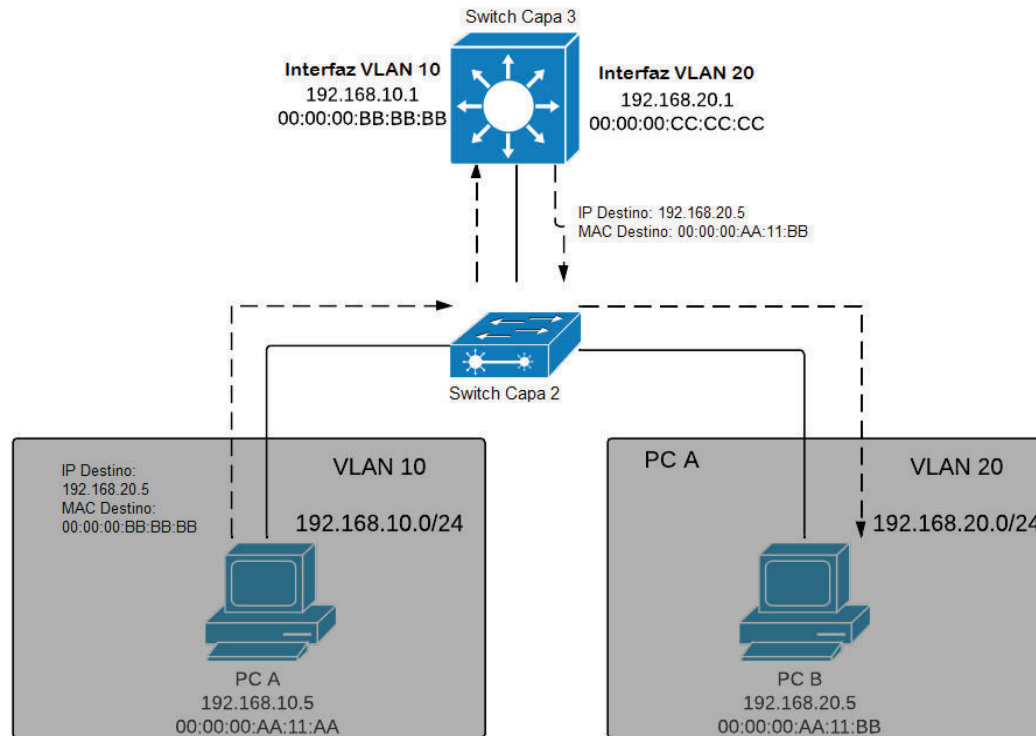 Switch Capa 3
Interfaz VLAN 10
192.168.10.1
00:00:00:BB:BB:BB
Interfaz VLAN 20
192.168.20.1
00:00:00:CC:CC:CC
IP Destino: 192.168.20.5
MAC Destino: 00:00:00:AA:11:BB
Switch Capa 2
IP Destino:
192.168.20.5
MAC Destino:
00:00:00:BB:BB:BB
VLAN 10
192.168.10.0/24
PC A
192.168.10.5
00:00:00:AA:11:AA
PC A
VLAN 20
192.168.20.0/24
PC B
192.168.20.5
00:00:00:AA:11:BB